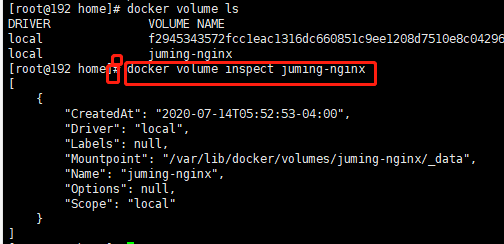 [root@192 home]# docker volume ls
DRIVER VOLUME NAME
local f2945343572fcc1eac1316dc660851c9ee1208d7510e8c04296
local juming-nginx
[root@192 home]# docker volume inspect juming-nginx
[
{
"CreatedAt": "2020-07-14T05:52:53-04:00",
"Driver": "local",
"Labels": null,
"Mountpoint": "/var/lib/docker/volumes/juming-nginx/_data",
"Name": "juming-nginx",
"Options": null,
"Scope": "local"
}
]